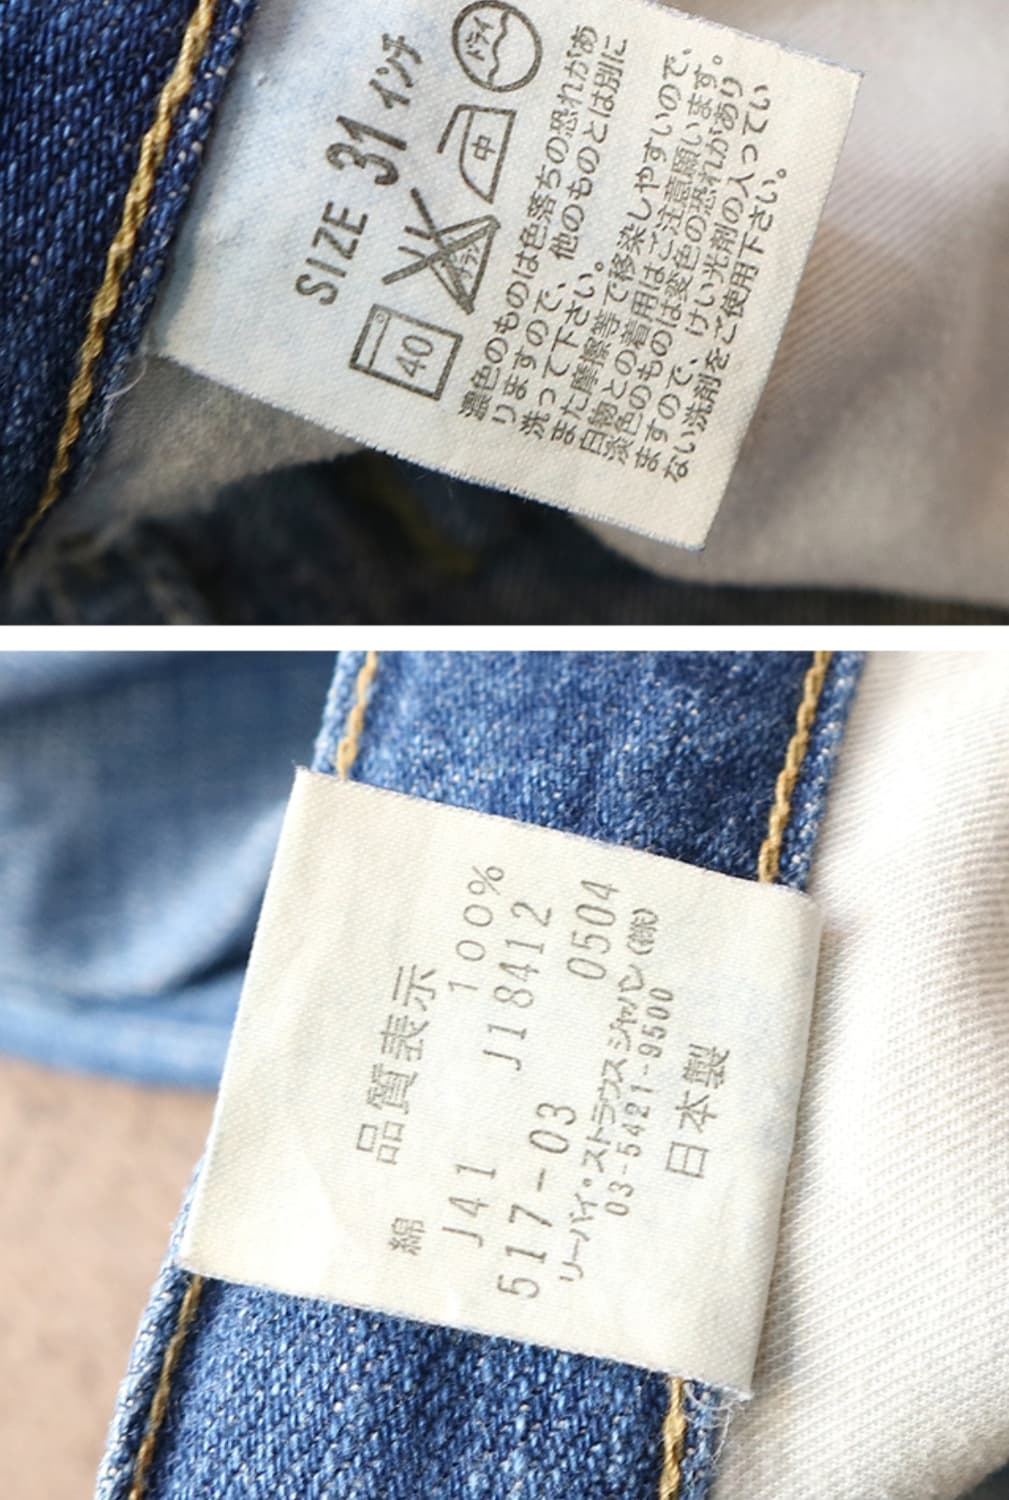 SIZE 31 インチ
40
エンソ
サラシ
中
ドライ
濃色のものは色落ちの恐れがあ
りますので、他のものとは別に
洗って下さい。
また摩擦等で移染しやすいので、
白物との着用はご注意願います。
淡色のものは変色の恐れがあり
ますので、けい光剤の入ってい
ない洗剤をご使用下さい。
品質表示
綿 100%
J41 J18412
517-03 0504
リーバイ・ストラウス ジャパン(株)
03-5421-9500
日本製